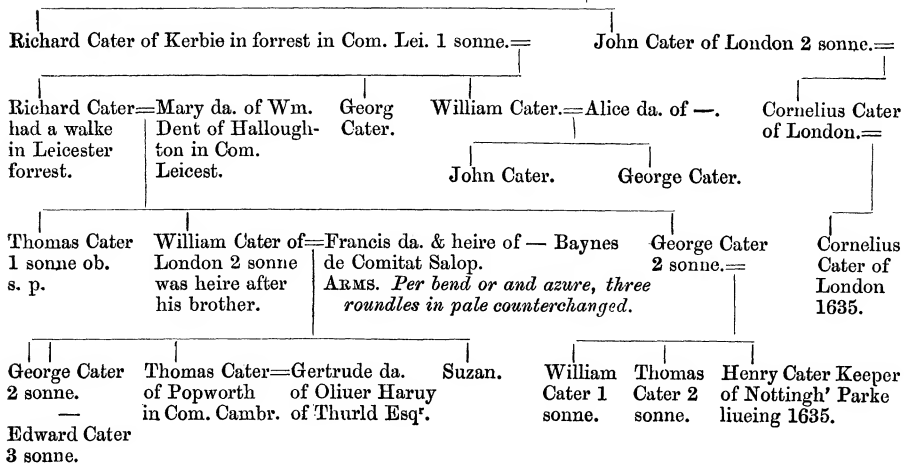 Richard Cater of Kerbie in forrest in Com. Lei. 1 sonne.=
John Cater of London 2 sonne.=
Richard Cater=Mary da. of Wm.
had a walke Dent of Hallough-
in Leicester ton in Com.
forrest. Leicest.
Georg
Cater.
William Cater.=Alice da. of —.
Cornelius Cater
of London.=
John Cater.
George Cater.
Thomas Cater
1 sonne ob.
s. p.
William Cater of=Francis da. & heire of — Baynes
London 2 sonne de Comitat Salop.
was heire after ARMS. Per bend or and azure, three
his brother. roundles in pale counterchanged.
George Cater
2 sonne.=
Cornelius
Cater of
London
1635.
George Cater
2 sonne.
—
Edward Cater
3 sonne.
Thomas Cater=Gertrude da.
of Popworth of Oliuer Haruy
in Com. Cambr. of Thurld Esqr.
Suzan.
William
Cater 1
sonne.
Thomas
Cater 2
sonne.
Henry Cater Keeper
of Nottingh' Parke
liueing 1635.